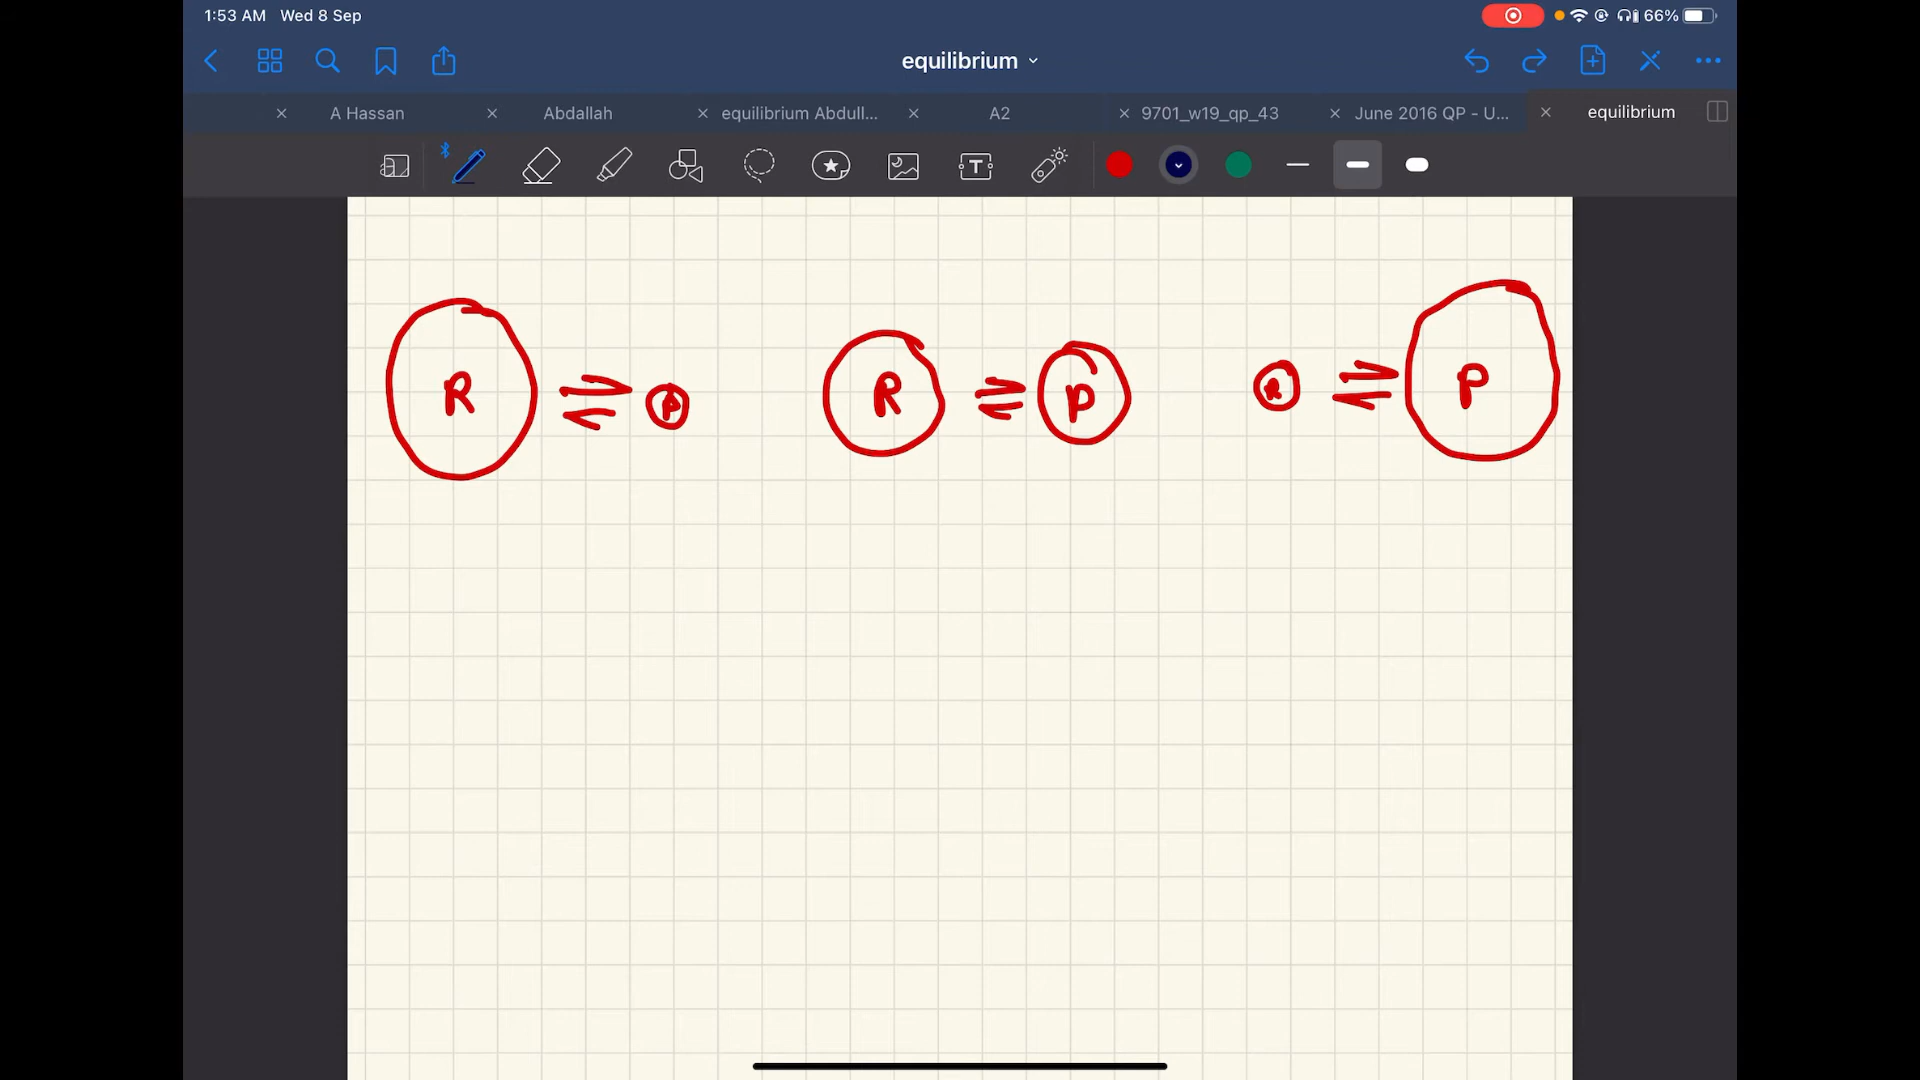 1:53 AM Wed 8 Sep 66%
equilibrium
A Hassan Abdallah equilibrium Abdull... A2 9701_w19_qp_43 June 2016 QP - U... equilibrium
T
R ⇌ P R ⇌ P R ⇌ P